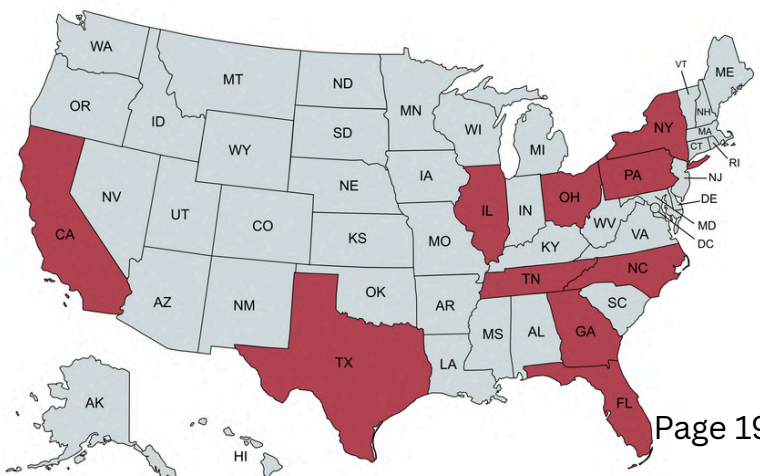 WA
MT
ND
MN
VT
ME
OR
ID
SD
WI
NH
NY
MA
WY
MI
CT
RI
IA
PA
NJ
NE
NV
OH
DE
UT
IL
IN
MD
CO
WV
CA
KS
MO
VA
DC
KY
NC
TN
AZ
OK
NM
AR
SC
MS
AL
GA
TX
LA
AK
FL
Page 19
HI